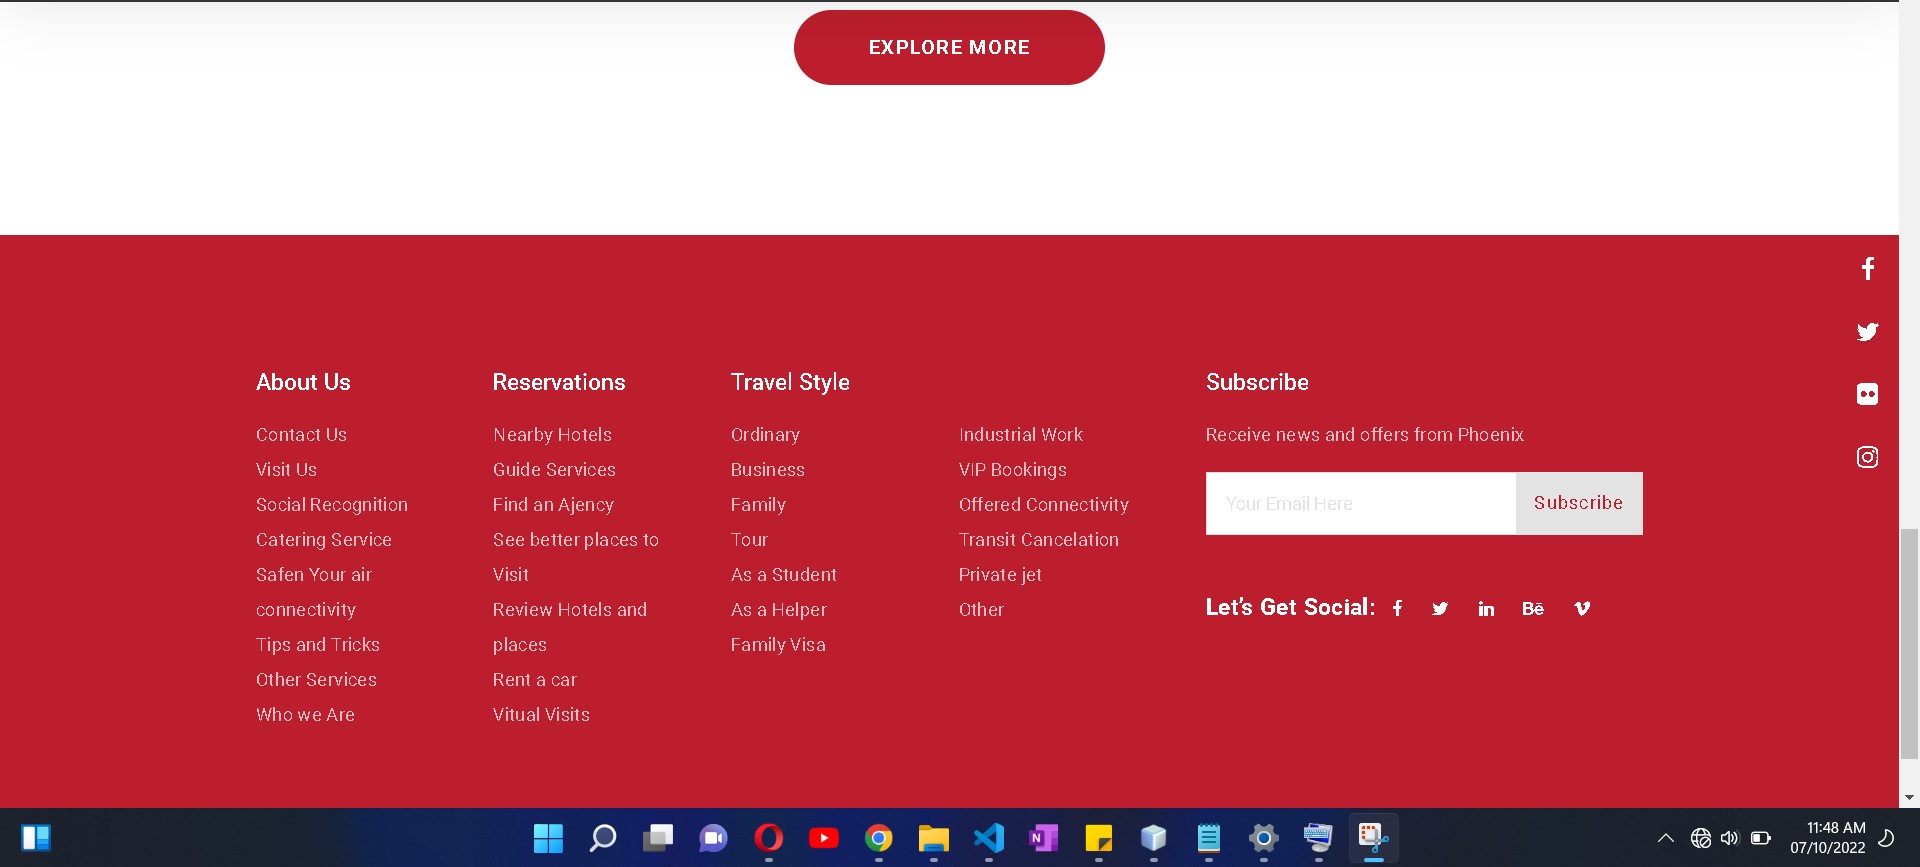 EXPLORE MORE
About Us
Contact Us
Visit Us
Social Recognition
Catering Service
Safen Your air
connectivity
Tips and Tricks
Other Services
Who we Are
Reservations
Nearby Hotels
Guide Services
Find an Ajency
See better places to
Visit
Review Hotels and
places
Rent a car
Vitual Visits
Travel Style
Ordinary
Business
Family
Tour
As a Student
As a Helper
Family Visa
Industrial Work
VIP Bookings
Offered Connectivity
Transit Cancelation
Private jet
Other
Subscribe
Receive news and offers from Phoenix
Your Email Here
Subscribe
Let's Get Social:
11:48 AM
07/10/2022